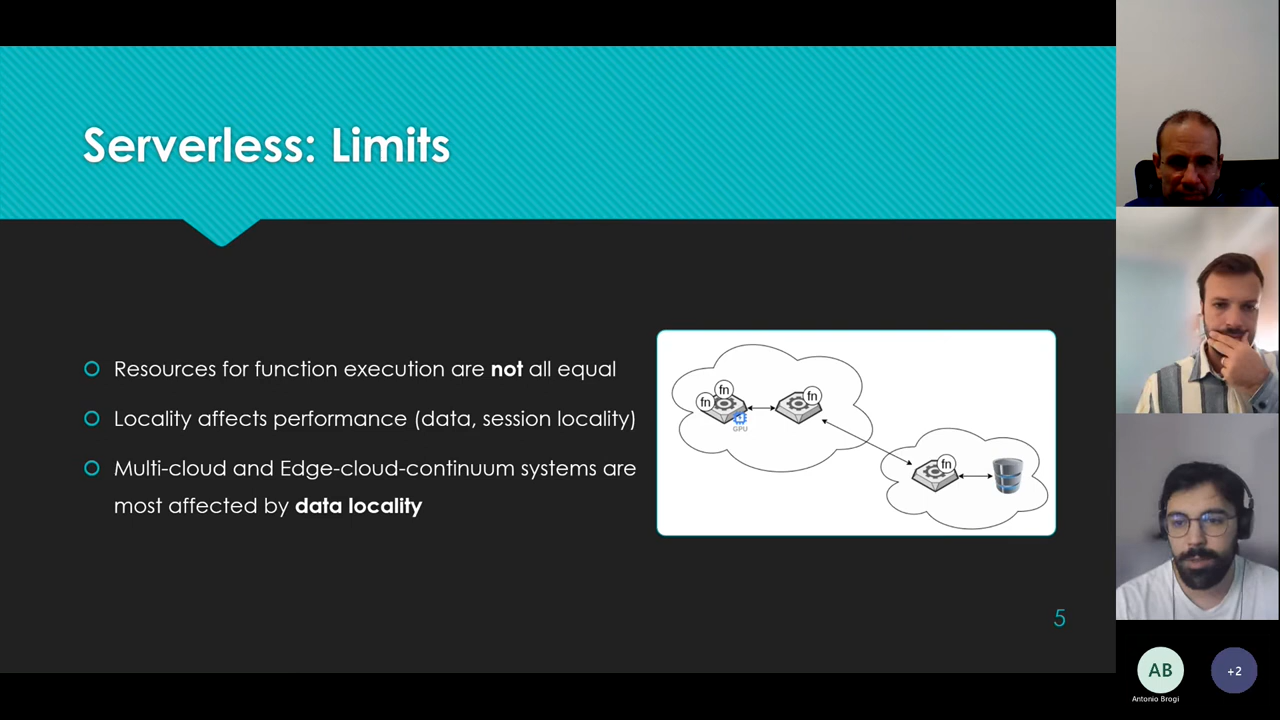 Serverless: Limits
Resources for function execution are not all equal
Locality affects performance (data, session locality)
Multi-cloud and Edge-cloud-continuum systems are
most affected by data locality
fn
fn
fn
GPU
fn
5
AB
+2
Antonio Brogi